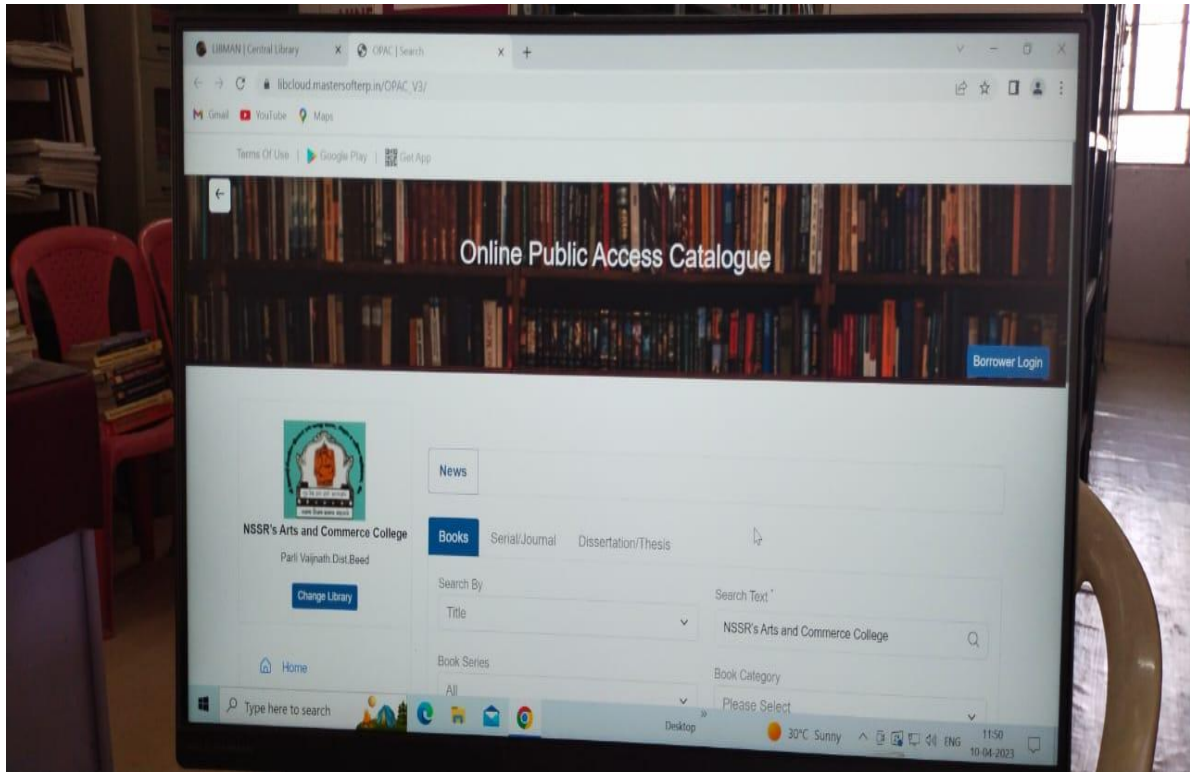 LIBMAN | Central Library
OPAC | Search
libcloud.mastersofterp.in/OPAC_V3/
Gmail YouTube Maps
Terms Of Use | Google Play | Get App
Online Public Access Catalogue
Borrower Login
NSSR's Arts and Commerce College
Parli Vaijnath.Dist.Beed
Change Library
Home
News
Books Serial/Journal Dissertation/Thesis
Search By
Title
Search Text *
NSSR's Arts and Commerce College
Book Series
All
Book Category
Please Select
Type here to search
Desktop
30°C Sunny
ENG
11:50
10-04-2023